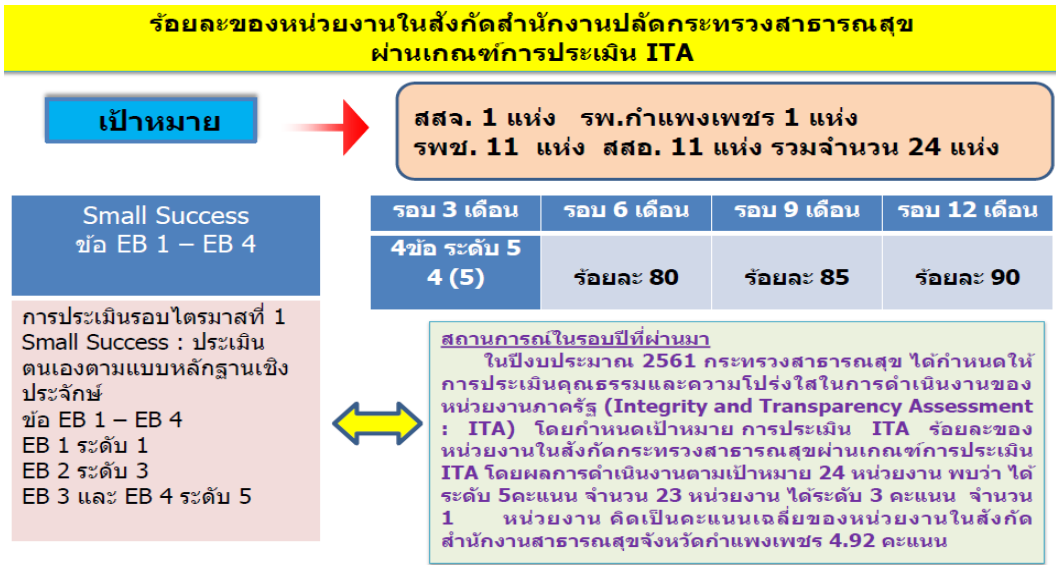 ร้อยละของหน่วยงานในสังกัดสำนักงานปลัดกระทรวงสาธารณสุข
ผ่านเกณฑ์การประเมิน ITA
เป้าหมาย
สสจ. 1 แห่ง รพ.กำแพงเพชร 1 แห่ง
รพช. 11 แห่ง สสอ. 11 แห่ง รวมจำนวน 24 แห่ง
Small Success
ข้อ EB 1 – EB 4
รอบ 3 เดือน รอบ 6 เดือน รอบ 9 เดือน รอบ 12 เดือน
4ข้อ ระดับ 5
4 (5) ร้อยละ 80 ร้อยละ 85 ร้อยละ 90
การประเมินรอบไตรมาสที่ 1
Small Success : ประเมิน
ตนเองตามแบบหลักฐานเชิง
ประจักษ์
ข้อ EB 1 – EB 4
EB 1 ระดับ 1
EB 2 ระดับ 3
EB 3 และ EB 4 ระดับ 5
สถานการณ์ในรอบปีที่ผ่านมา
ในปีงบประมาณ 2561 กระทรวงสาธารณสุข ได้กำหนดให้
การประเมินคุณธรรมและความโปร่งใสในการดำเนินงานของ
หน่วยงานภาครัฐ (Integrity and Transparency Assessment
: ITA) โดยกำหนดเป้าหมาย การประเมิน ITA ร้อยละของ
หน่วยงานในสังกัดกระทรวงสาธารณสุขผ่านเกณฑ์การประเมิน
ITA โดยผลการดำเนินงานตามเป้าหมาย 24 หน่วยงาน พบว่า ได้
ระดับ 5คะแนน จำนวน 23 หน่วยงาน ได้ระดับ 3 คะแนน จำนวน
1 หน่วยงาน คิดเป็นคะแนนเฉลี่ยของหน่วยงานในสังกัด
สำนักงานสาธารณสุขจังหวัดกำแพงเพชร 4.92 คะแนน